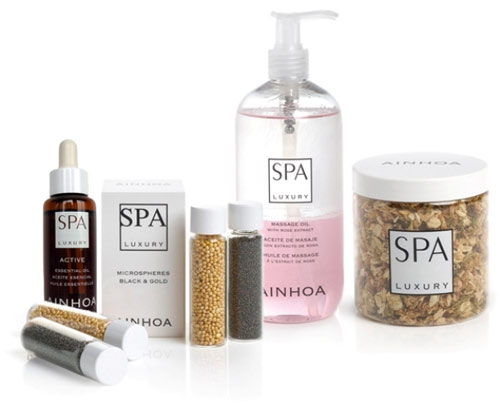 SPA
LUXURY
ACTIVE
ESSENTIAL OIL
ACEITE ESENCIAL
HUILE ESSENTIELLE
AINHOA
AINHOA
SPA
LUXURY
MICROSPHERES
BLACK & GOLD
AINHOA
SPA
LUXURY
MASSAGE OIL
WITH ROSE EXTRACT
ACEITE DE MASAJE
CON EXTRACTO DE ROSA
HUILE DE MASSAGE
À L'EXTRAIT DE ROSE
AINHOA
AINHOA
SPA
LUXURY